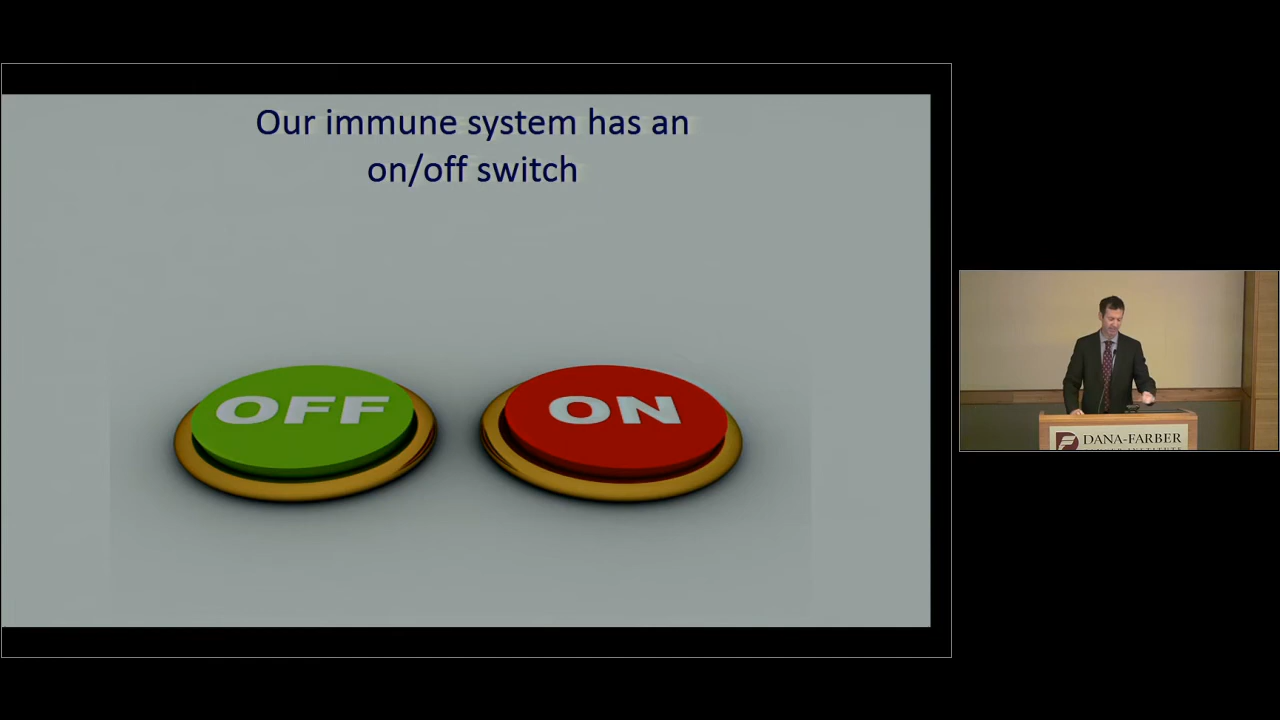 Our immune system has an
on/off switch
OFF
ON
DANA-FARBER